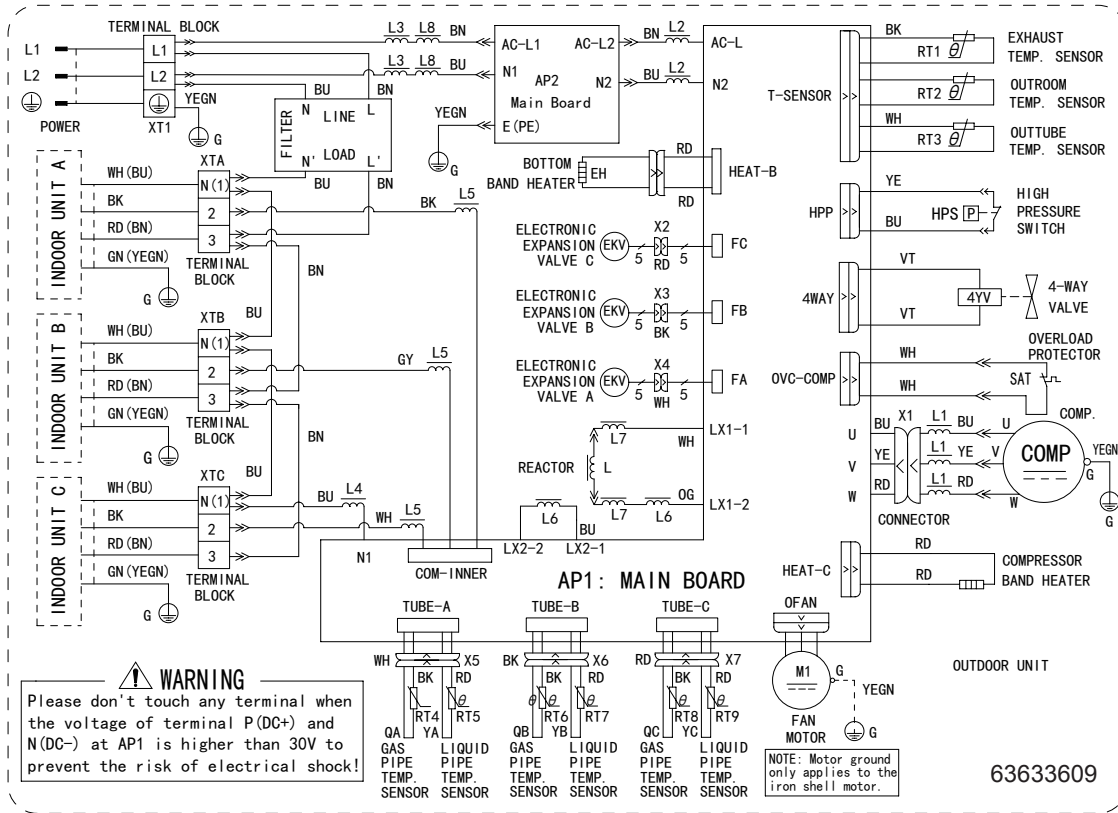 TERMINAL BLOCK
L1
L2
POWER
L1
L2
XT1
YEGN
G
L3 L8 BN
L3 L8 BU
BU
BN
FILTER
N LINE L
N' LOAD L'
BU
BN
AC-L1
AC-L2
N1
AP2
N2
Main Board
E(PE)
YEGN
G
BN L2
BU L2
AC-L
N2
T-SENSOR
BK
RT1 θ
EXHAUST
TEMP. SENSOR
RT2 θ
OUTROOM
TEMP. SENSOR
WH
RT3 θ
OUTTUBE
TEMP. SENSOR
INDOOR UNIT A
WH(BU)
BK
RD(BN)
GN(YEGN)
G
XTA
N(1)
2
3
TERMINAL
BLOCK
BK
L5
BN
BU
BOTTOM
BAND HEATER
EH
RD
RD
HEAT-B
HPP
YE
BU
HPS P
HIGH
PRESSURE
SWITCH
ELECTRONIC
EXPANSION
VALVE C
EKV
5
X2
RD
5
FC
ELECTRONIC
EXPANSION
VALVE B
EKV
5
X3
BK
5
FB
ELECTRONIC
EXPANSION
VALVE A
EKV
5
X4
WH
5
FA
4WAY
VT
VT
4YV
4-WAY
VALVE
INDOOR UNIT B
WH(BU)
BK
RD(BN)
GN(YEGN)
G
XTB
N(1)
2
3
TERMINAL
BLOCK
GY
L5
BN
BU
OVERLOAD
PROTECTOR
OVC-COMP
WH
WH
SAT
REACTOR
L7
L
L7
L6
WH
OG
LX1-1
LX1-2
U
V
W
BU
YE
RD
X1
CONNECTOR
L1 BU
L1 YE
L1 RD
U
V
W
COMP.
COMP
YEGN
G
G
INDOOR UNIT C
WH(BU)
BK
RD(BN)
GN(YEGN)
G
XTC
N(1)
2
3
TERMINAL
BLOCK
BU
L4
WH
L5
N1
COM-INNER
L6
BU
LX2-2
LX2-1
AP1: MAIN BOARD
HEAT-C
RD
RD
COMPRESSOR
BAND HEATER
TUBE-A
WH
X5
BK
RD
RT4
θ
RT5
QA
YA
GAS
PIPE
TEMP.
SENSOR
LIQUID
PIPE
TEMP.
SENSOR
TUBE-B
BK
X6
BK
RD
θ
RT6
θ
RT7
QB
YB
GAS
PIPE
TEMP.
SENSOR
LIQUID
PIPE
TEMP.
SENSOR
TUBE-C
RD
X7
BK
RD
θ
RT8
θ
RT9
QC
YC
GAS
PIPE
TEMP.
SENSOR
LIQUID
PIPE
TEMP.
SENSOR
OFAN
M1
G
YEGN
G
FAN
MOTOR
NOTE: Motor ground
only applies to the
iron shell motor.
OUTDOOR UNIT
WARNING
Please don't touch any terminal when
the voltage of terminal P(DC+) and
N(DC-) at AP1 is higher than 30V to
prevent the risk of electrical shock!
63633609